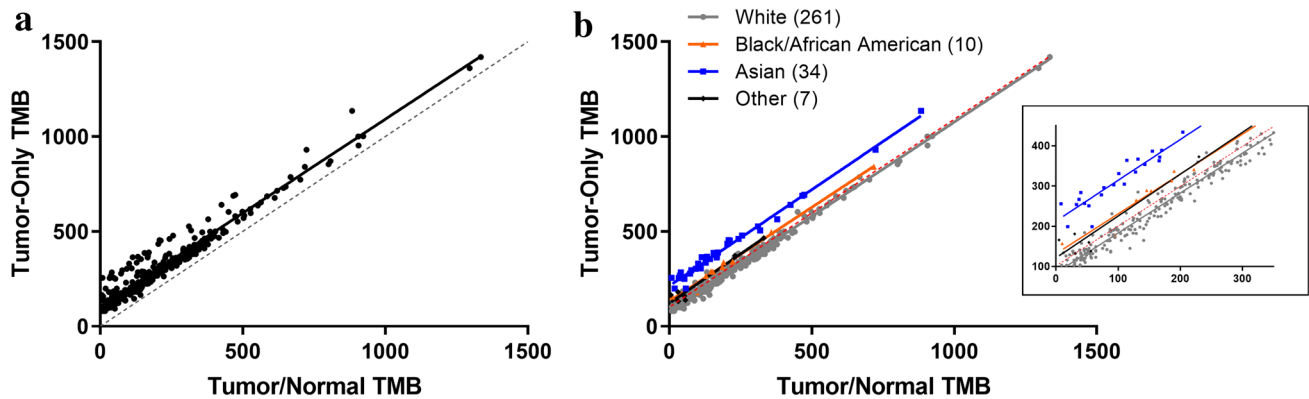 a
Tumor-Only TMB
1500
1000
500
0
0 500 1000 1500
Tumor/Normal TMB
b
White (261)
Black/African American (10)
Asian (34)
Other (7)
Tumor-Only TMB
1500
1000
500
0
0 500 1000 1500
Tumor/Normal TMB
400
300
200
100
0 100 200 300